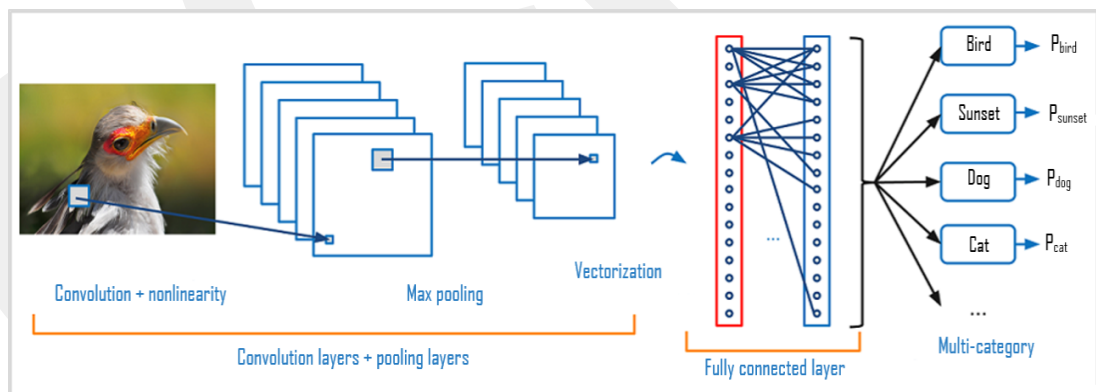 Bird
P_bird
Sunset
P_sunset
Dog
P_dog
Cat
P_cat
...
...
Vectorization
Convolution + nonlinearity
Max pooling
Convolution layers + pooling layers
Fully connected layer
Multi-category